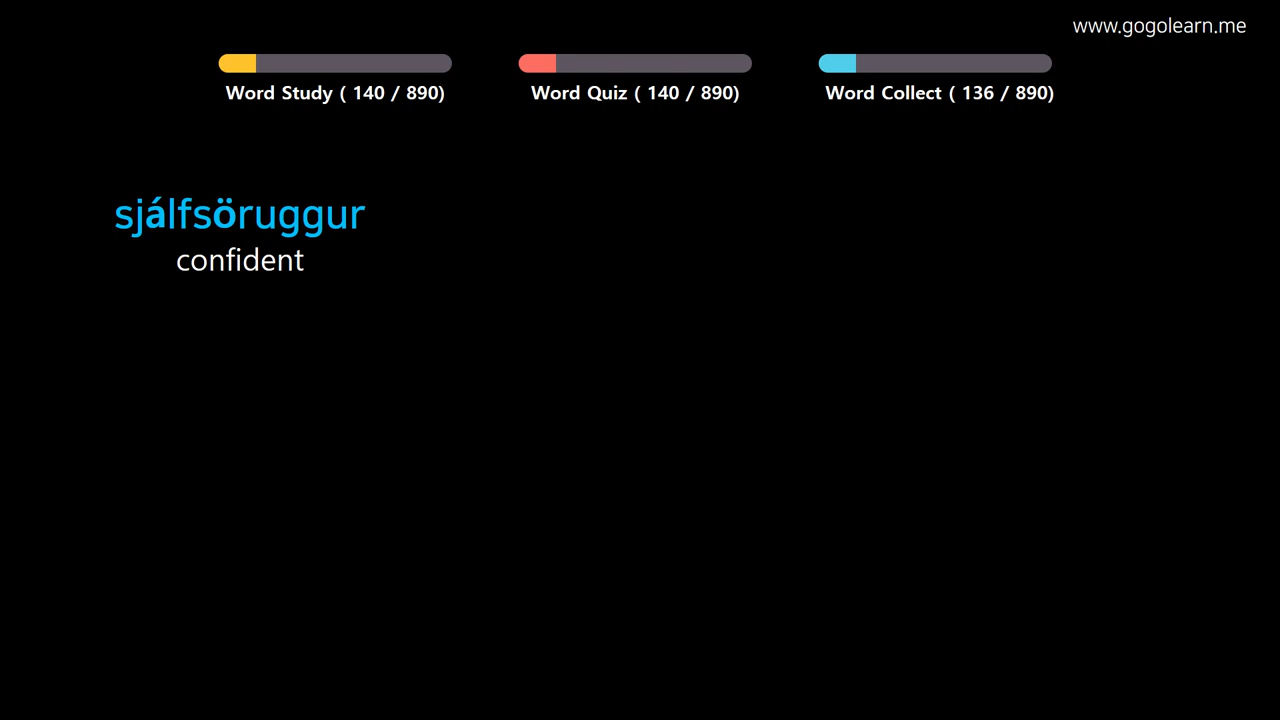 www.gogolearn.me
Word Study ( 140 / 890)
Word Quiz ( 140 / 890)
Word Collect ( 136 / 890)
sjálfsöruggur
confident